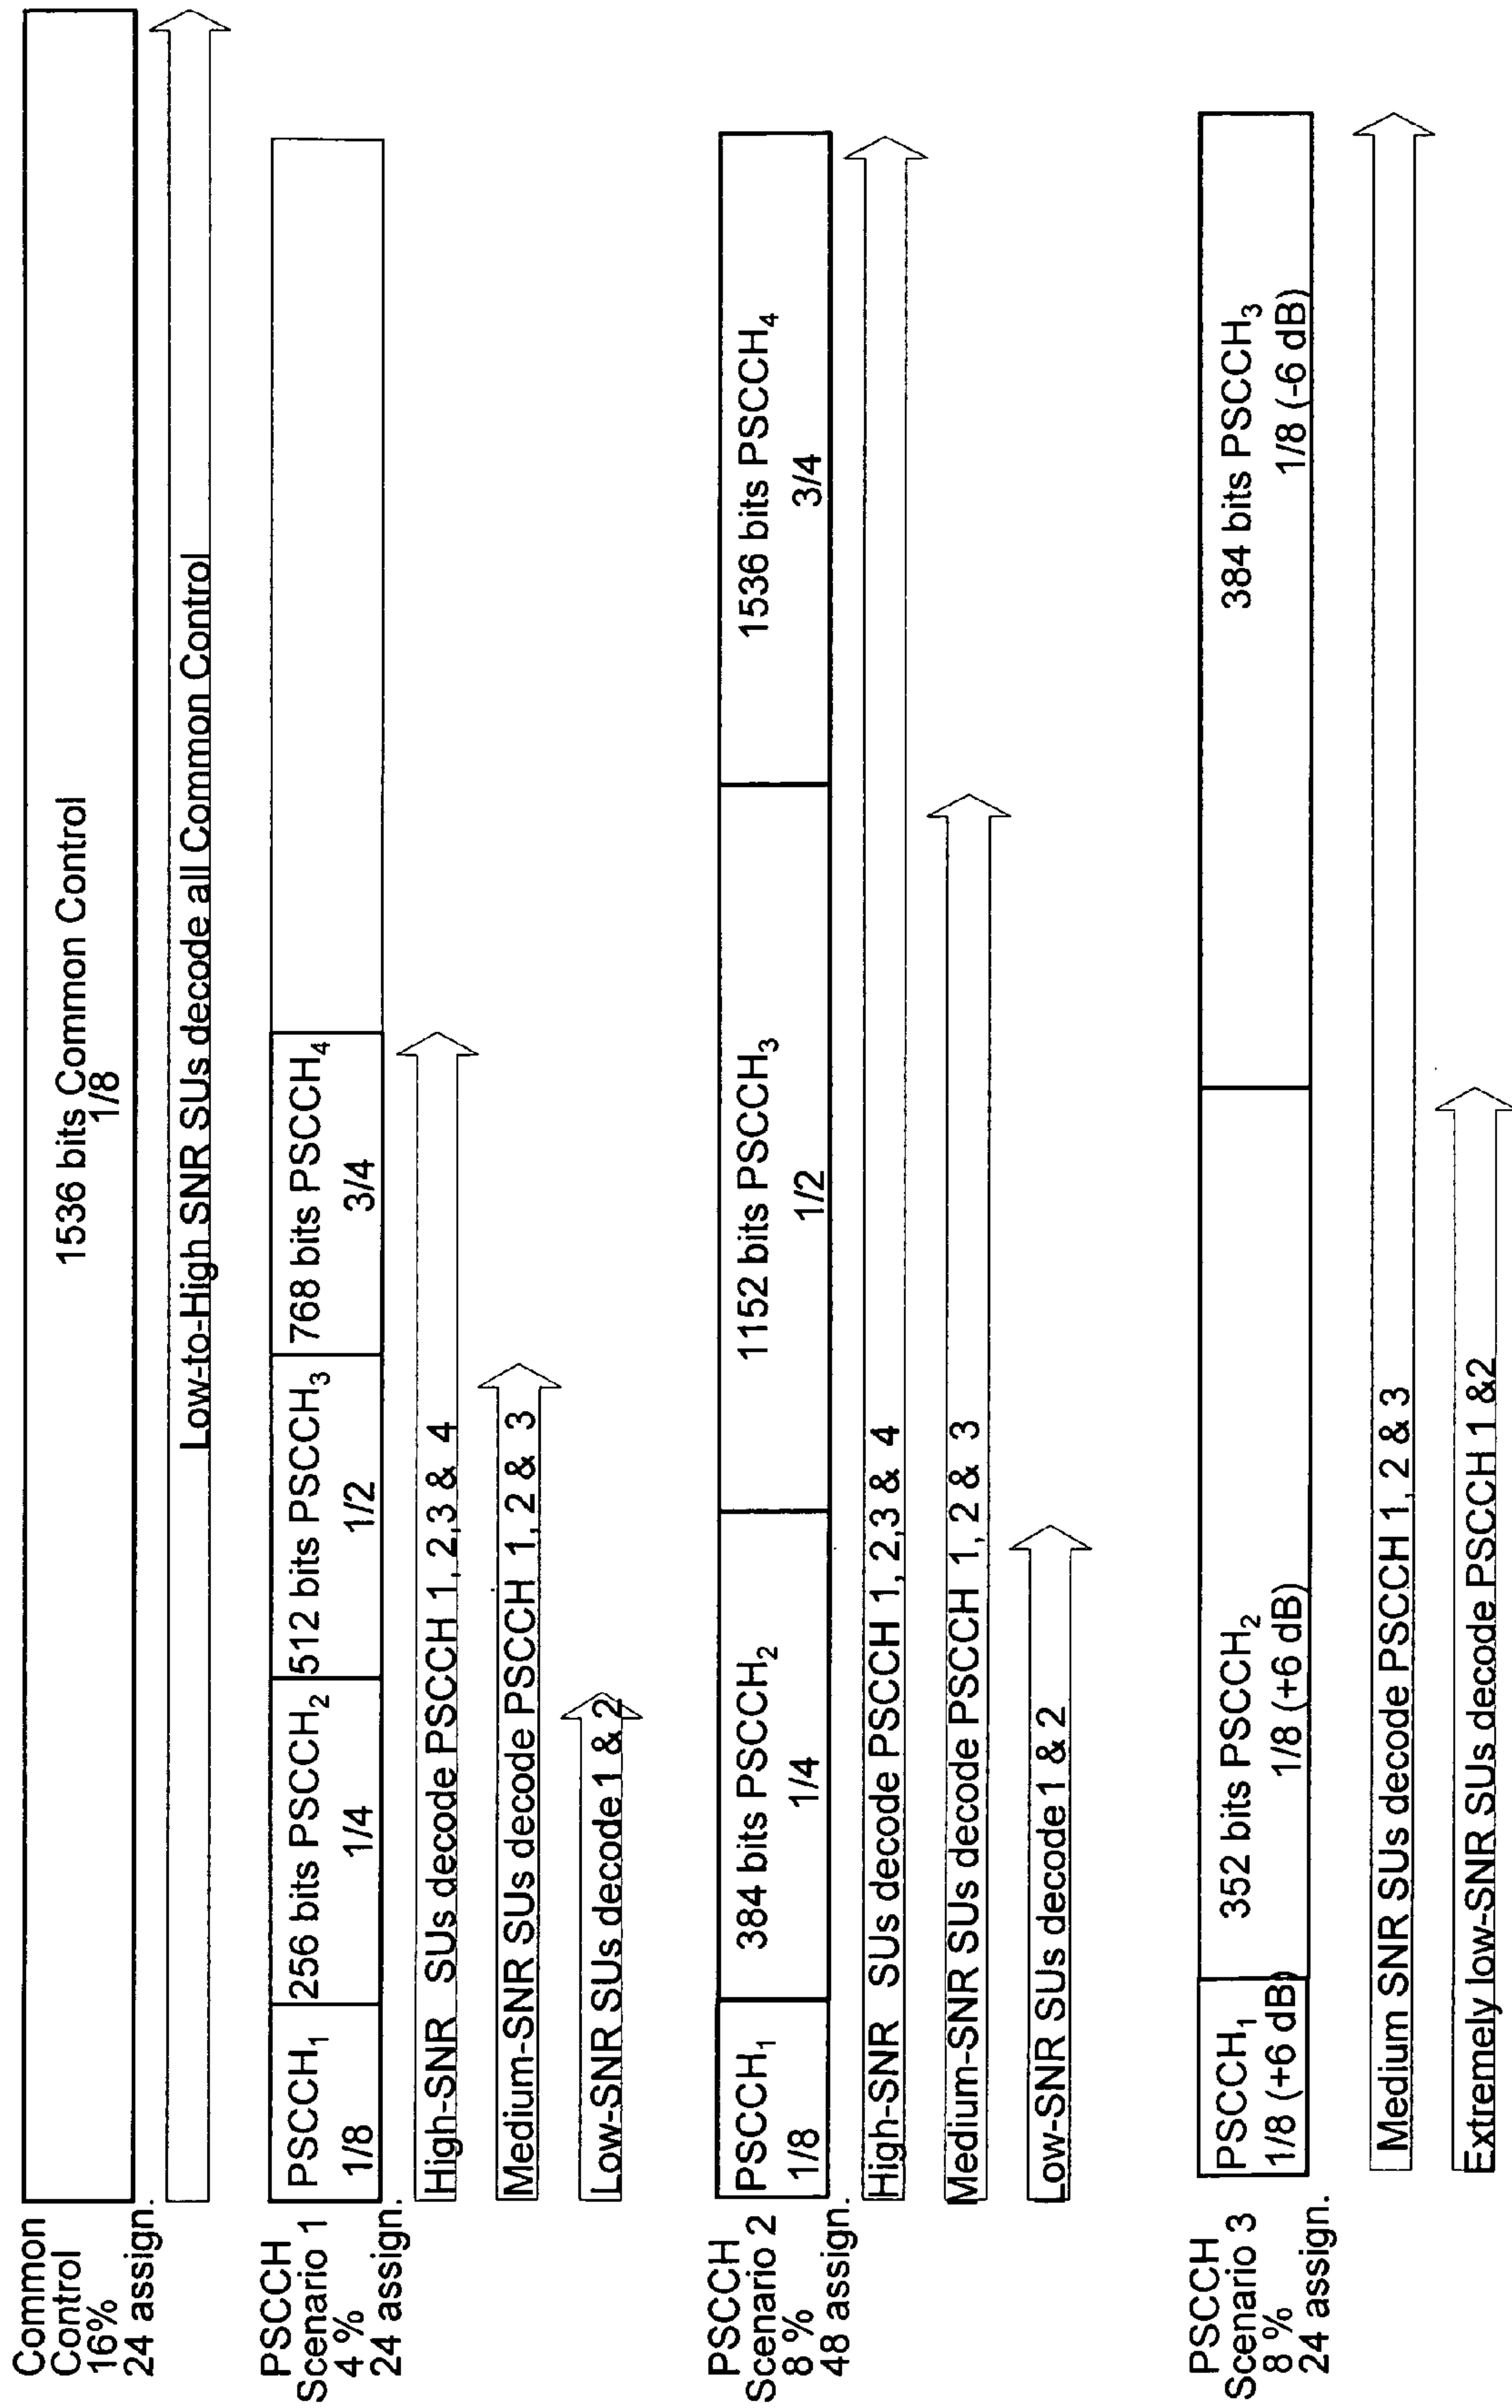 Common
Control
16%
24 assign.
1536 bits Common Control
1/8
Low-to-High SNR SUs decode all Common Control
PSCCH
Scenario 1
4 %
24 assign.
PSCCH₁
1/8
256 bits PSCCH₂
1/4
512 bits PSCCH₃
1/2
768 bits PSCCH₄
3/4
High-SNR SUs decode PSCCH 1, 2,3 & 4
Medium-SNR SUs decode PSCCH 1, 2 & 3
Low-SNR SUs decode 1 & 2
PSCCH
Scenario 2
8 %
48 assign.
PSCCH₁
1/8
384 bits PSCCH₂
1/4
1152 bits PSCCH₃
1/2
1536 bits PSCCH₄
3/4
High-SNR SUs decode PSCCH 1, 2,3 & 4
Medium-SNR SUs decode PSCCH 1, 2 & 3
Low-SNR SUs decode 1 & 2
PSCCH
Scenario 3
8 %
24 assign.
PSCCH₁
1/8 (+6 dB)
352 bits PSCCH₂
1/8 (+6 dB)
384 bits PSCCH₃
1/8 (-6 dB)
Medium SNR SUs decode PSCCH 1, 2 & 3
Extremely low-SNR SUs decode PSCCH 1 &2